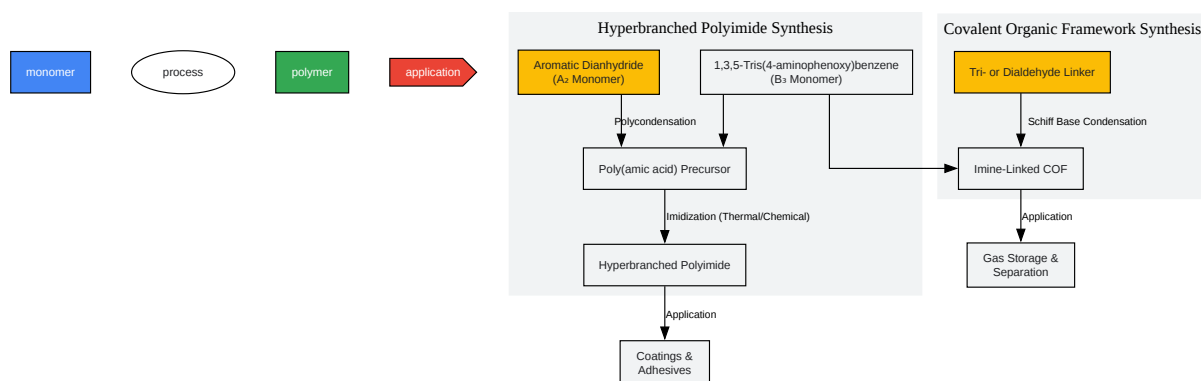 monomer
process
polymer
application
Hyperbranched Polyimide Synthesis
Aromatic Dianhydride
(A₂ Monomer)
1,3,5-Tris(4-aminophenoxy)benzene
(B₃ Monomer)
Polycondensation
Poly(amic acid) Precursor
Imidization (Thermal/Chemical)
Hyperbranched Polyimide
Application
Coatings &
Adhesives
Covalent Organic Framework Synthesis
Tri- or Dialdehyde Linker
Schiff Base Condensation
Imine-Linked COF
Application
Gas Storage &
Separation